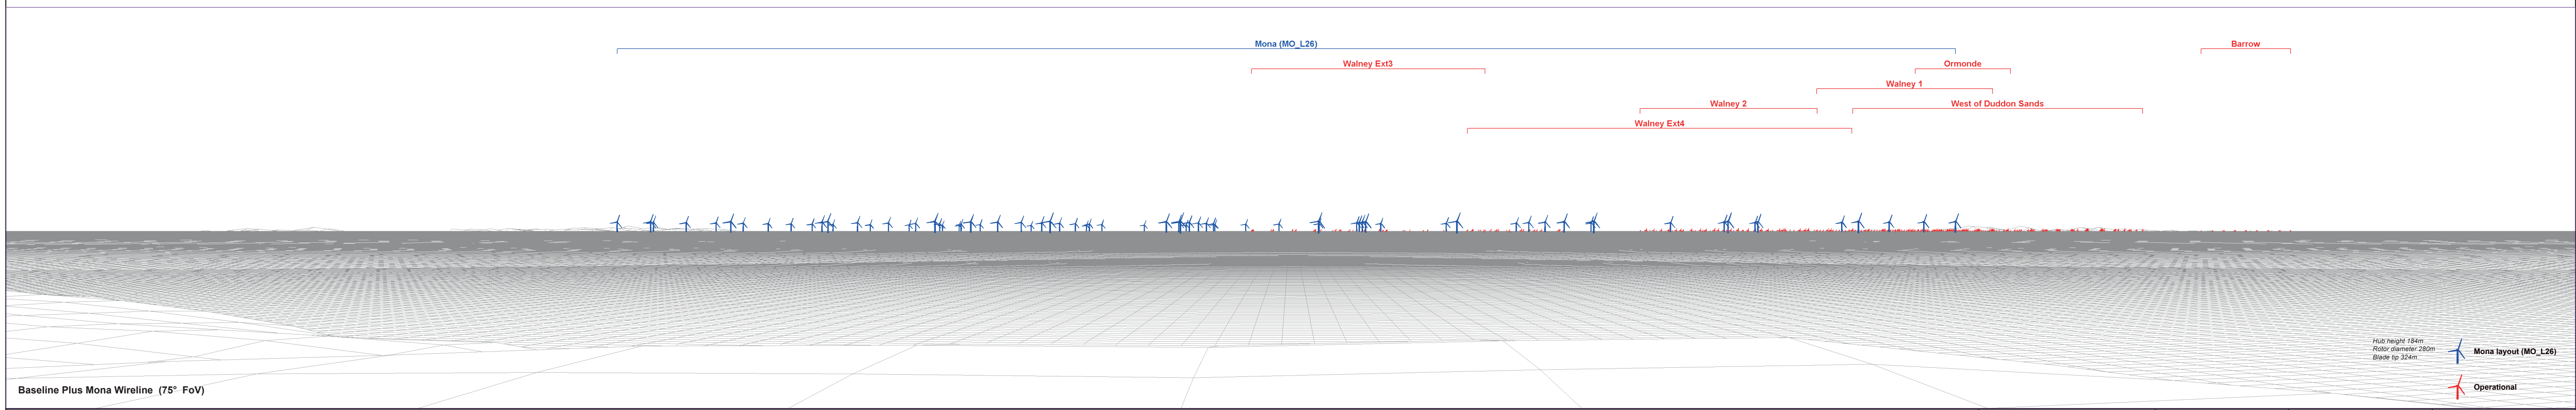 Mona (MO_L26)
Barrow
Walney Ext3
Ormonde
Walney 1
Walney 2
West of Duddon Sands
Walney Ext4
Hub height 184m
Rotor diameter 280m
Blade tip 324m
Mona layout (MO_L26)
Operational
Baseline Plus Mona Wireline (75° FoV)